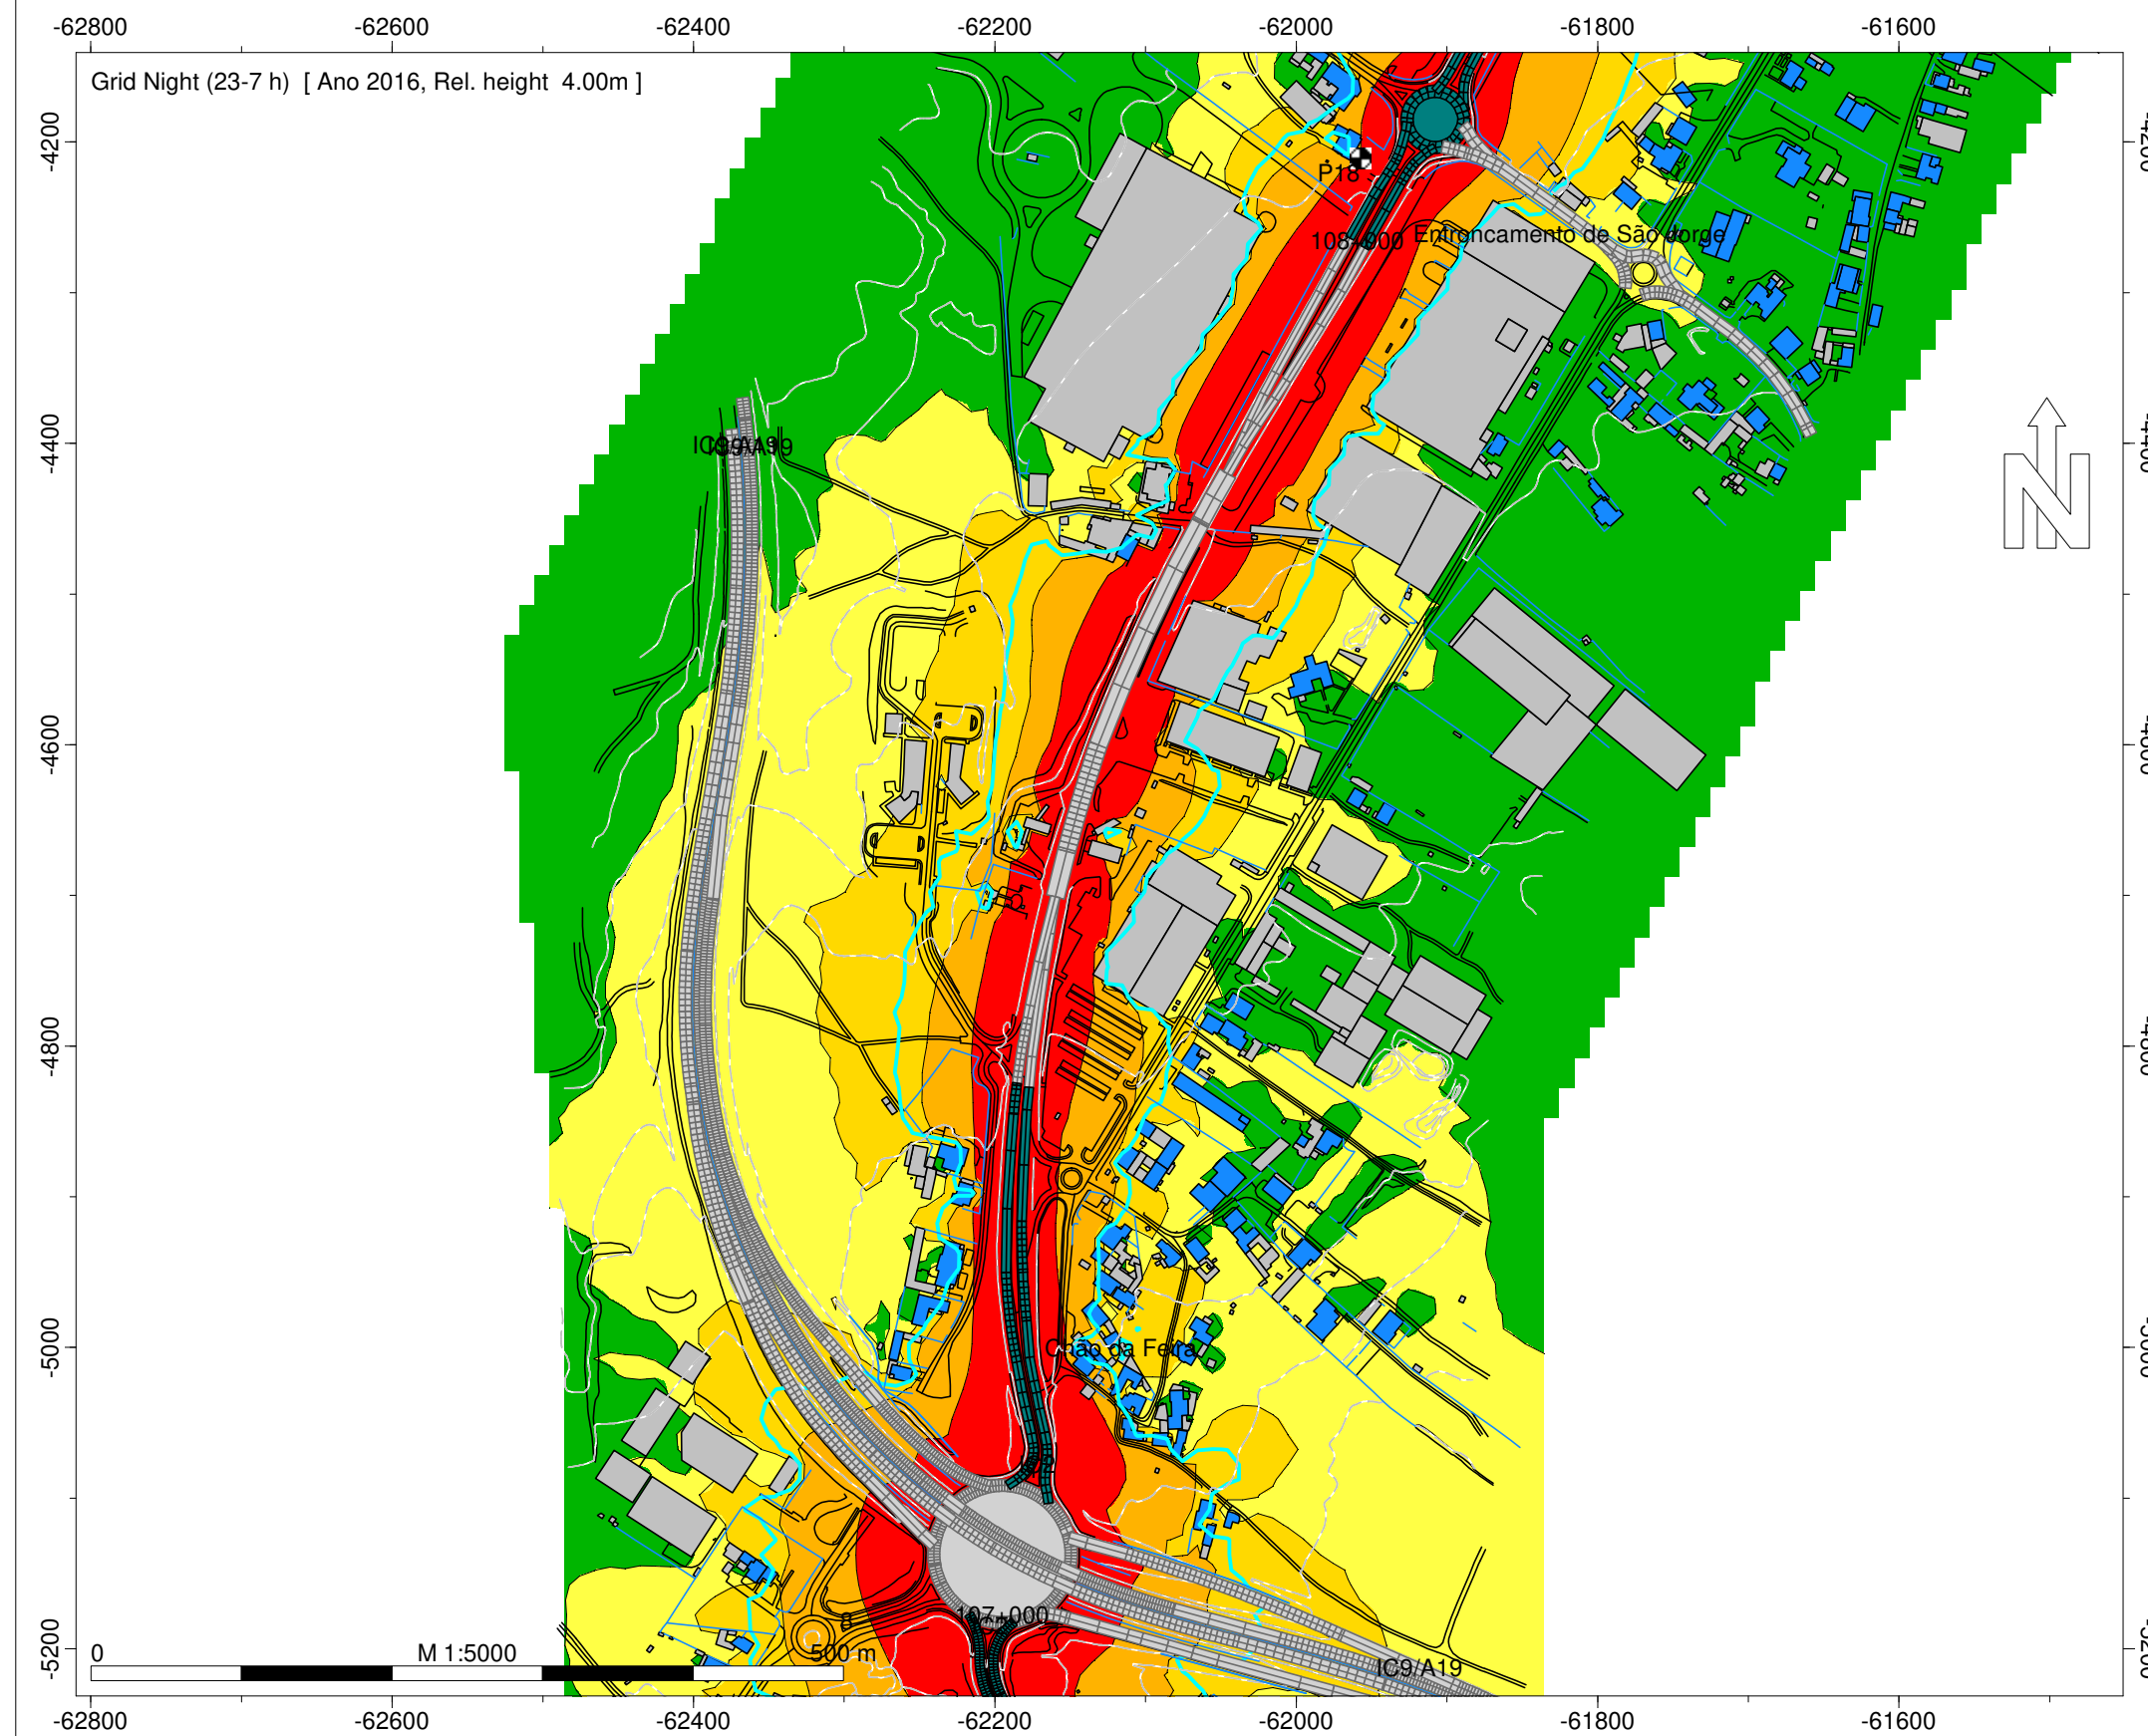 -62800 -62600 -62400 -62200 -62000 -61800 -61600
Grid Night (23-7 h) [ Ano 2016, Rel. height 4.00m ]
-4200
P18
108+000 Entroncamento de São Jorge
-4400
IC9/A19
N
-4600
-4800
-5000
Chão da Feira
107+000
-5200
0 M 1:5000 500 m
IC9/A19
-62800 -62600 -62400 -62200 -62000 -61800 -61600